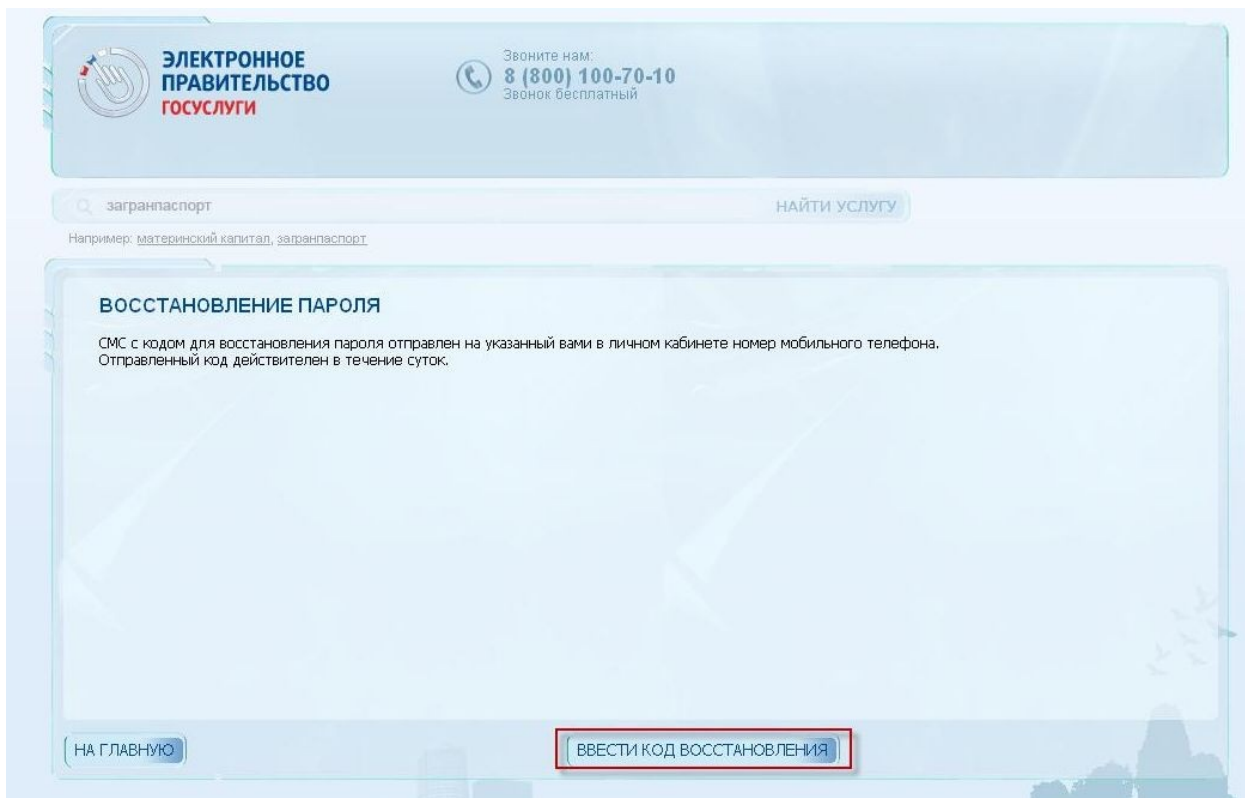 ЭЛЕКТРОННОЕ
ПРАВИТЕЛЬСТВО
ГОСУСЛУГИ
Звоните нам:
8 (800) 100-70-10
Звонок бесплатный
загранпаспорт НАЙТИ УСЛУГУ
Например: материнский капитал, загранпаспорт
ВОССТАНОВЛЕНИЕ ПАРОЛЯ
СМС с кодом для восстановления пароля отправлен на указанный вами в личном кабинете номер мобильного телефона.
Отправленный код действителен в течение суток.
НА ГЛАВНУЮ ВВЕСТИ КОД ВОССТАНОВЛЕНИЯ